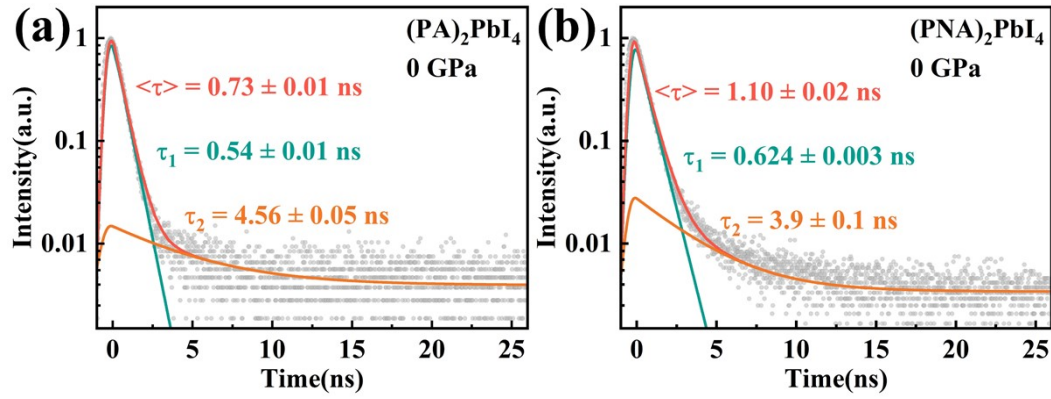 (a)
(PA)₂PbI₄
0 GPa
<τ> = 0.73 ± 0.01 ns
τ₁ = 0.54 ± 0.01 ns
τ₂ = 4.56 ± 0.05 ns
Intensity(a.u.)
1
0.1
0.01
0 5 10 15 20 25
Time(ns)
(b)
(PNA)₂PbI₄
0 GPa
<τ> = 1.10 ± 0.02 ns
τ₁ = 0.624 ± 0.003 ns
τ₂ = 3.9 ± 0.1 ns
Intensity(a.u.)
1
0.1
0.01
0 5 10 15 20 25
Time(ns)